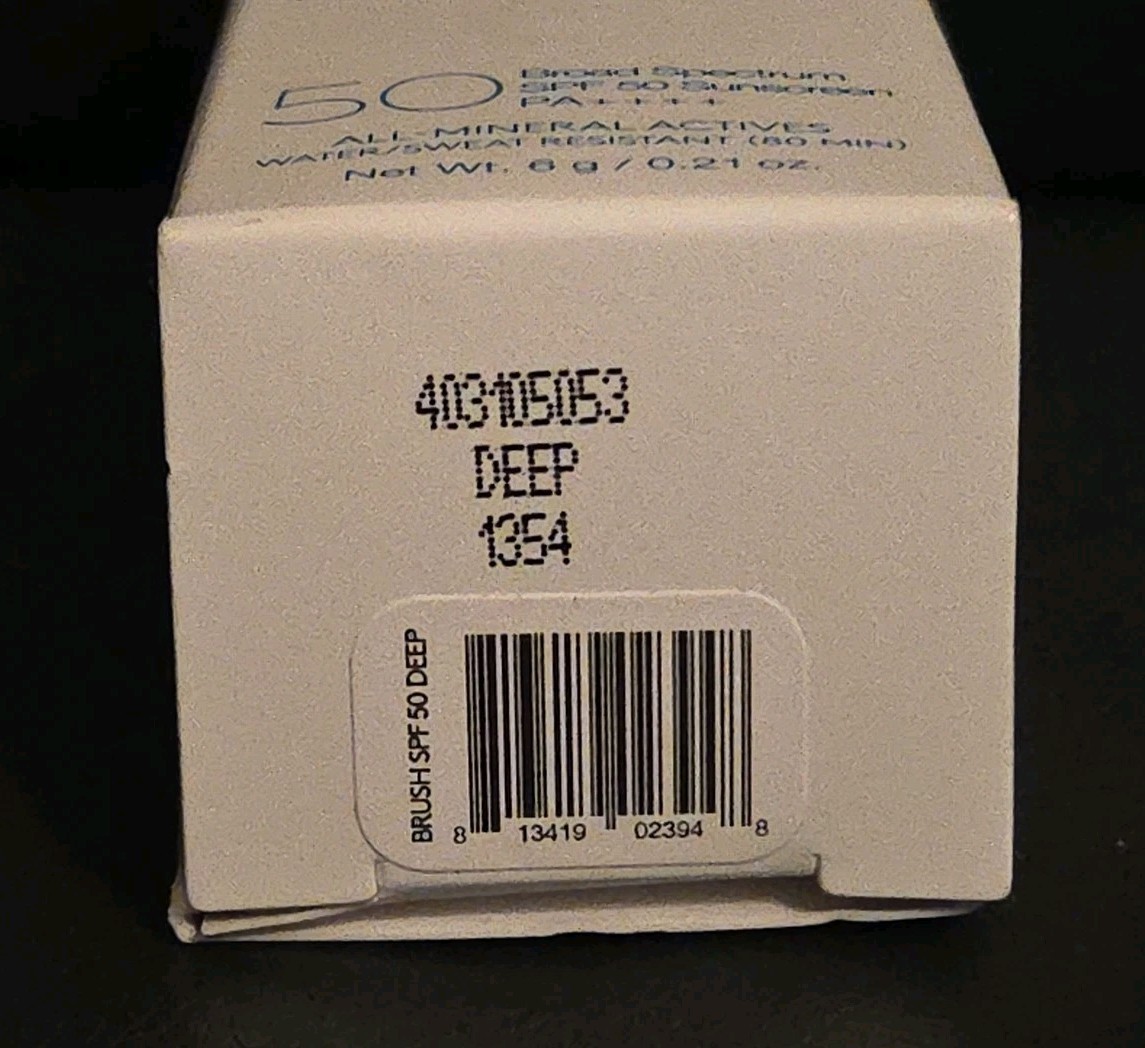 50
Broad Spectrum
SPF 50 Sunscreen
PA++++
ALL-MINERAL ACTIVES
WATER/SWEAT RESISTANT (80 MIN)
Net Wt. 6 g / 0.21 oz.
403105053
DEEP
1354
BRUSH SPF 50 DEEP
8 13419 02394 8